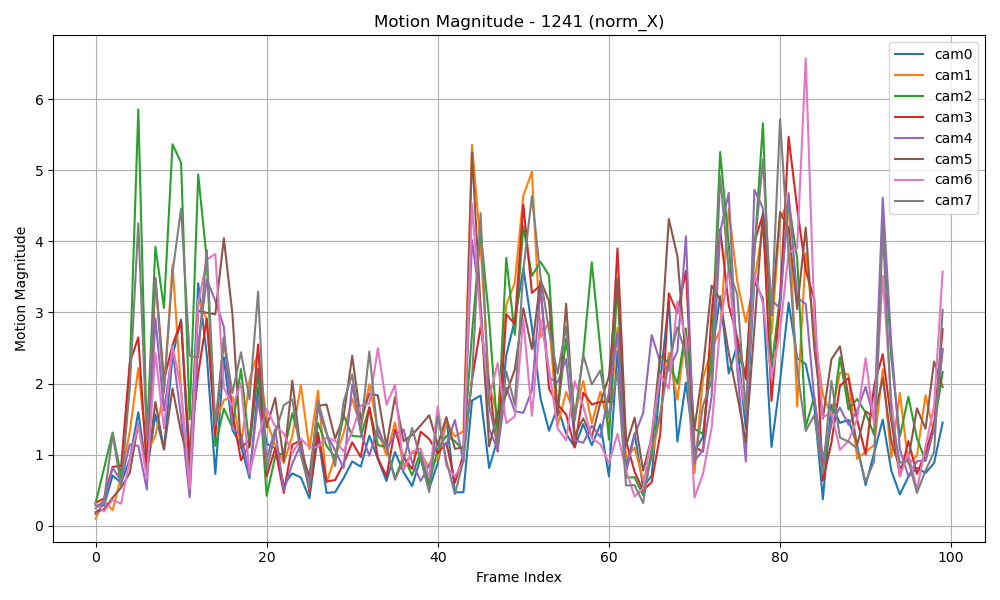 Motion Magnitude - 1241 (norm_X)
cam0
cam1
cam2
cam3
cam4
cam5
cam6
cam7
Motion Magnitude
6
5
4
3
2
1
0
0 20 40 60 80 100
Frame Index